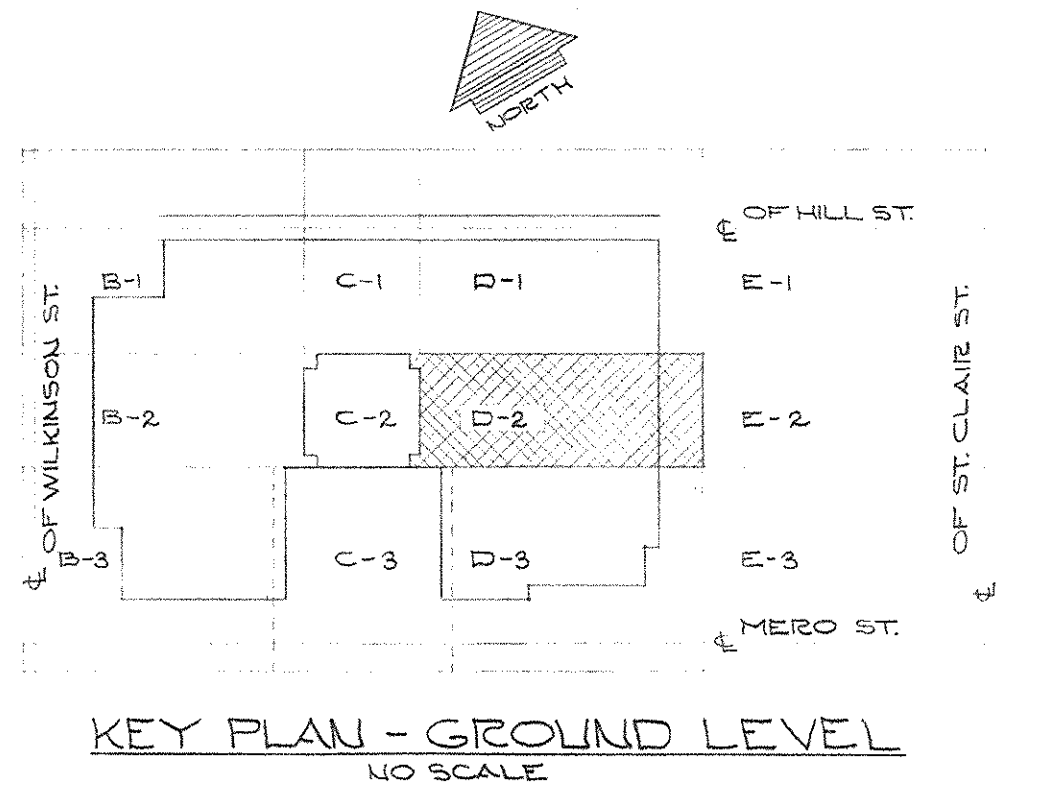 NORTH
℄ OF HILL ST.
B-1 C-1 D-1 E-1
℄ OF WILKINSON ST.
℄ OF ST. CLAIR ST.
B-2 C-2 D-2 E-2
B-3 C-3 D-3 E-3
℄ MERO ST.
KEY PLAN - GROUND LEVEL
NO SCALE